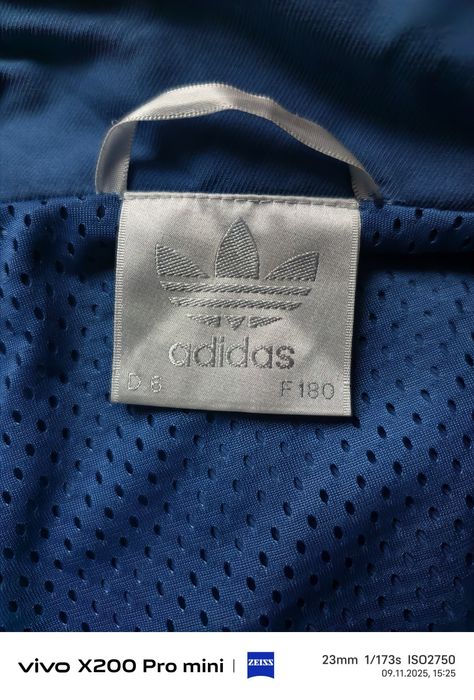 adidas
D 6 F 180
vivo X200 Pro mini | ZEISS 23mm 1/173s ISO2750
09.11.2025, 15:25